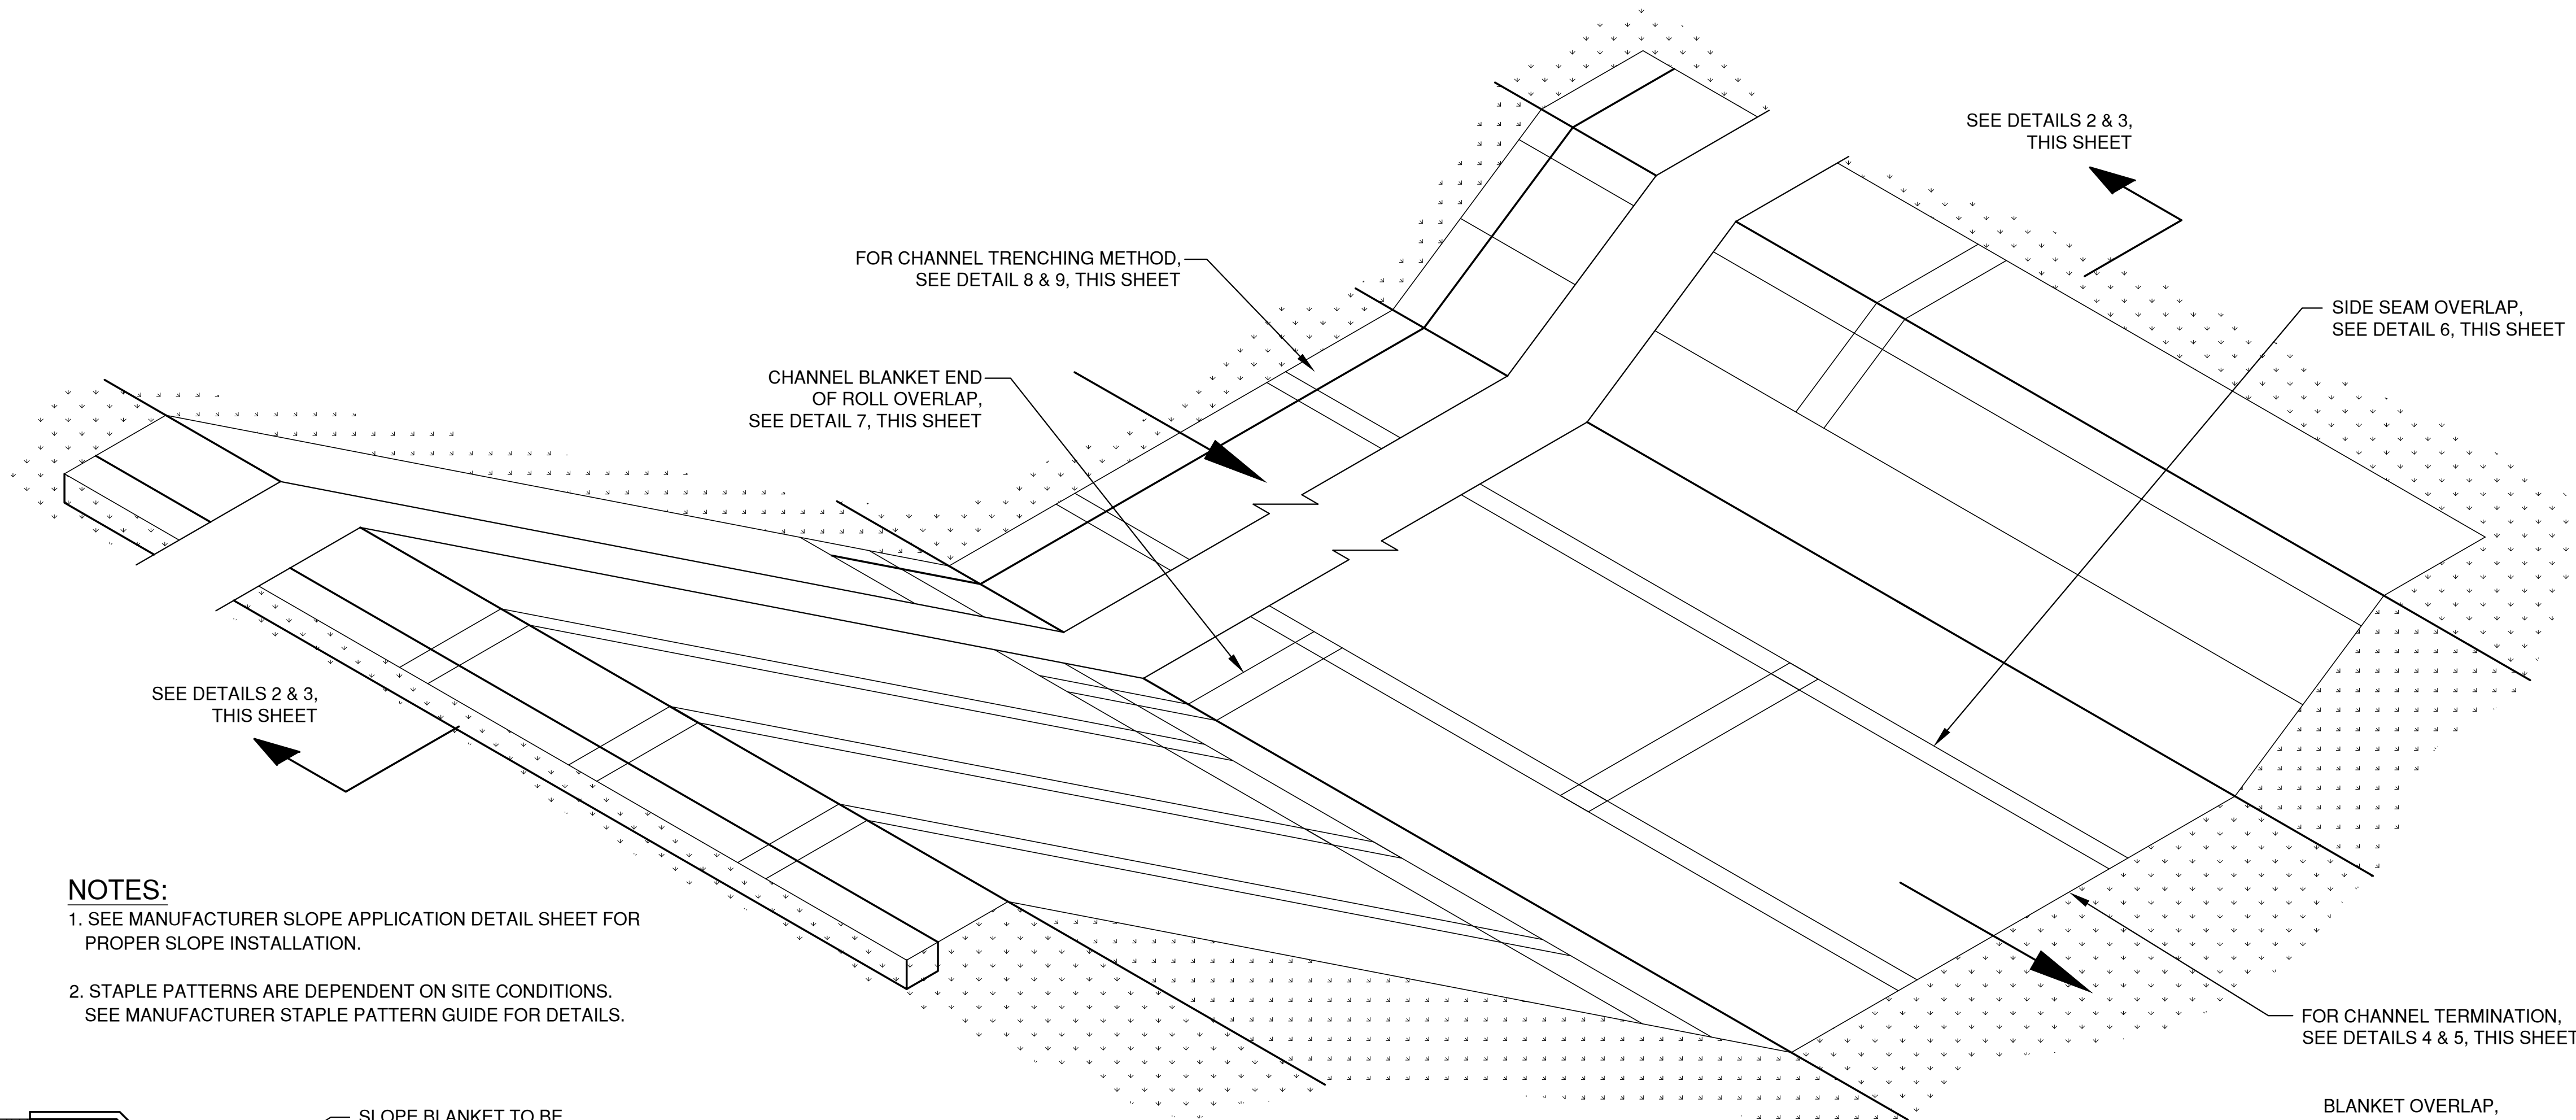 SEE DETAILS 2 & 3,
THIS SHEET
FOR CHANNEL TRENCHING METHOD,
SEE DETAIL 8 & 9, THIS SHEET
SIDE SEAM OVERLAP,
SEE DETAIL 6, THIS SHEET
CHANNEL BLANKET END
OF ROLL OVERLAP,
SEE DETAIL 7, THIS SHEET
SEE DETAILS 2 & 3,
THIS SHEET
NOTES:
1. SEE MANUFACTURER SLOPE APPLICATION DETAIL SHEET FOR
PROPER SLOPE INSTALLATION.
2. STAPLE PATTERNS ARE DEPENDENT ON SITE CONDITIONS.
SEE MANUFACTURER STAPLE PATTERN GUIDE FOR DETAILS.
FOR CHANNEL TERMINATION,
SEE DETAILS 4 & 5, THIS SHEET
SLOPE BLANKET TO BE
BLANKET OVERLAP,